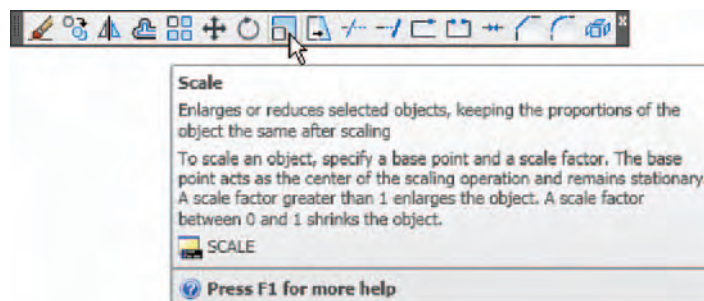 Scale
Enlarges or reduces selected objects, keeping the proportions of the
object the same after scaling
To scale an object, specify a base point and a scale factor. The base
point acts as the center of the scaling operation and remains stationary.
A scale factor greater than 1 enlarges the object. A scale factor
between 0 and 1 shrinks the object.
SCALE
Press F1 for more help